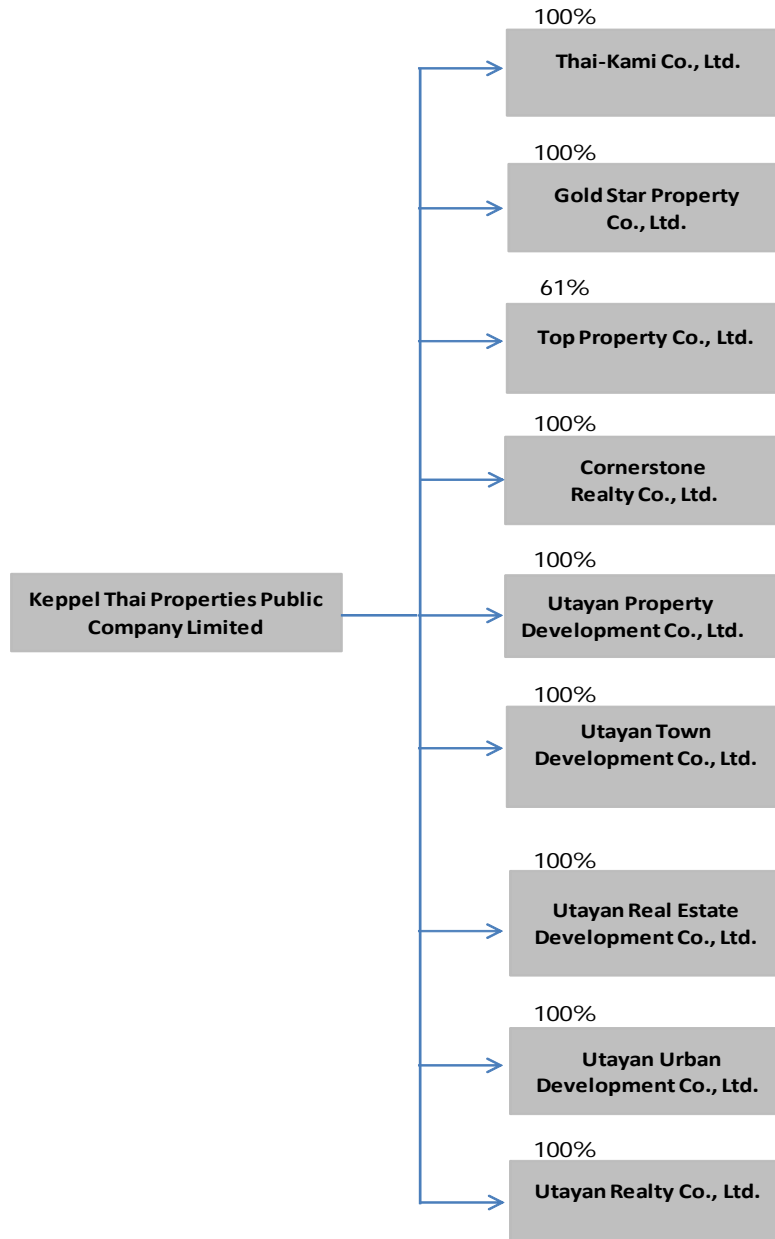 100%
Thai-Kami Co., Ltd.
100%
Gold Star Property
Co., Ltd.
61%
Top Property Co., Ltd.
100%
Cornerstone
Realty Co., Ltd.
Keppel Thai Properties Public
Company Limited
100%
Utayan Property
Development Co., Ltd.
100%
Utayan Town
Development Co., Ltd.
100%
Utayan Real Estate
Development Co., Ltd.
100%
Utayan Urban
Development Co., Ltd.
100%
Utayan Realty Co., Ltd.